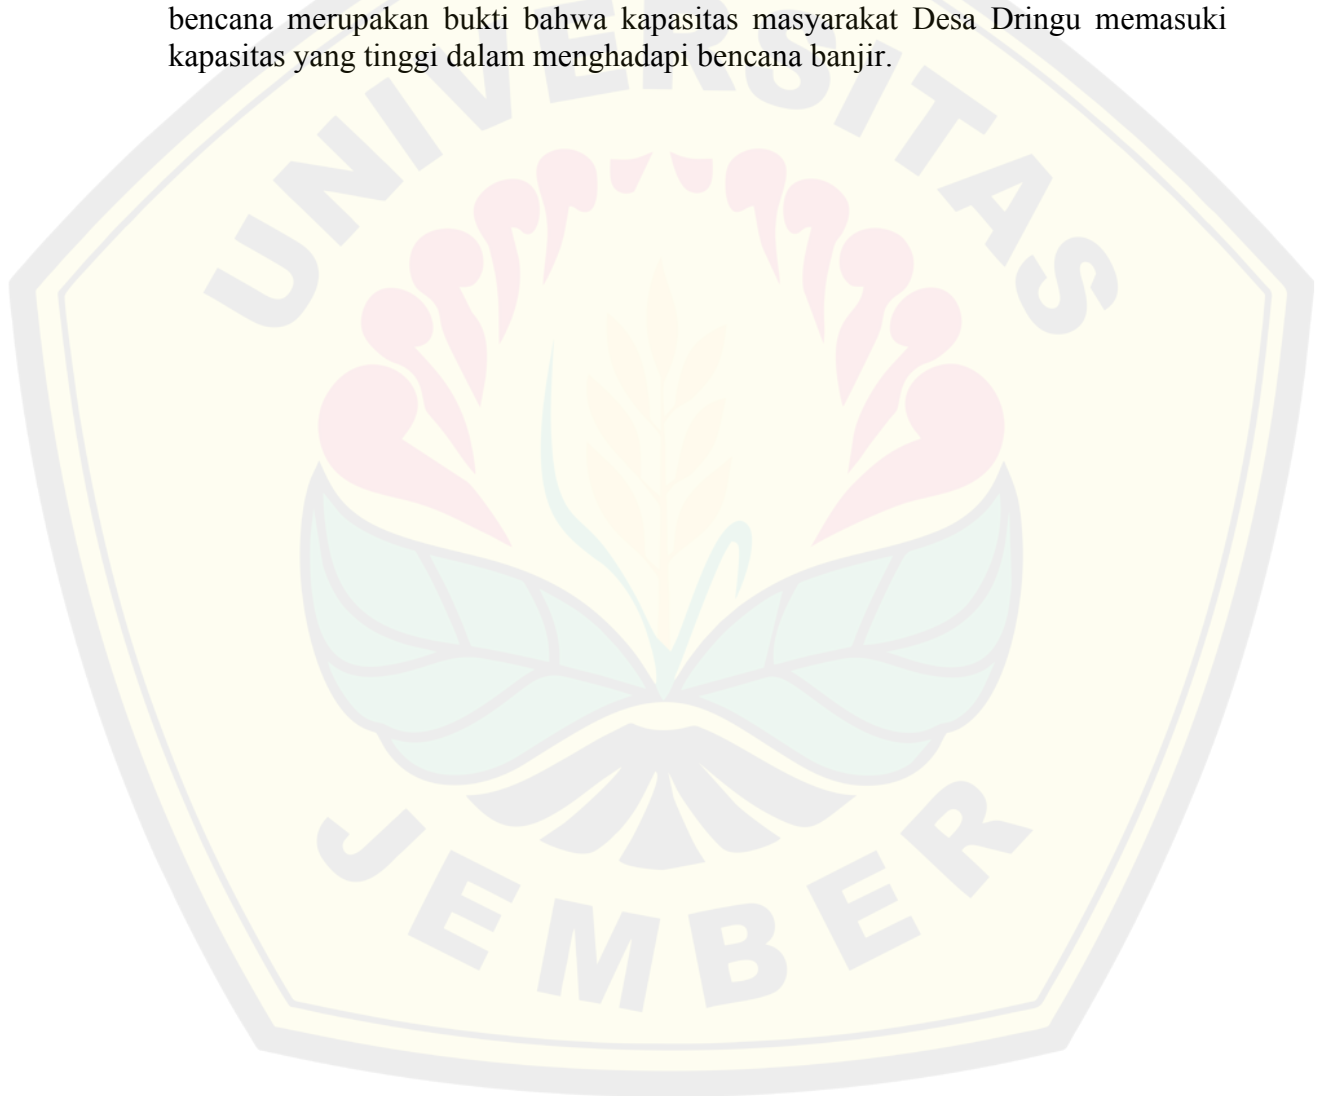 bencana merupakan bukti bahwa kapasitas masyarakat Desa Dringu memasuki
kapasitas yang tinggi dalam menghadapi bencana banjir.
UNIVERSITAS
JEMBER